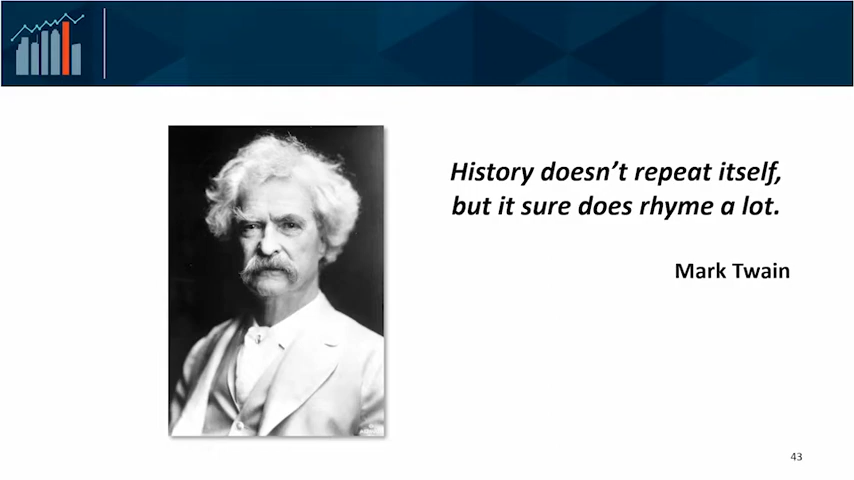 History doesn’t repeat itself,
but it sure does rhyme a lot.
Mark Twain
43